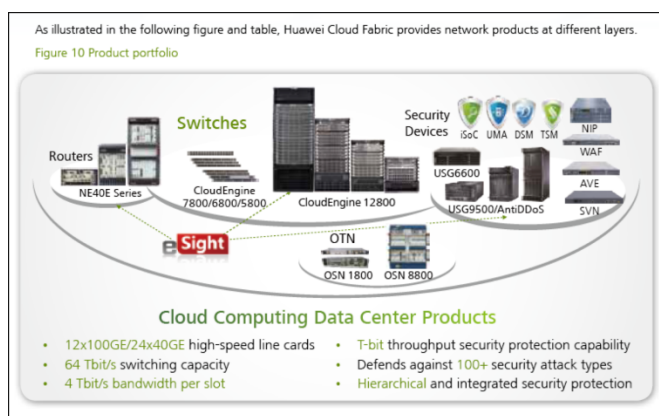 As illustrated in the following figure and table, Huawei Cloud Fabric provides network products at different layers.
Figure 10 Product portfolio
Switches
Security
Devices
iSoC UMA DSM TSM
NIP
WAF
AVE
SVN
Routers
NE40E Series
CloudEngine
7800/6800/5800
CloudEngine 12800
USG6600
USG9500/AntiDDoS
eSight
OTN
OSN 1800
OSN 8800
Cloud Computing Data Center Products
• 12x100GE/24x40GE high-speed line cards
• 64 Tbit/s switching capacity
• 4 Tbit/s bandwidth per slot
• T-bit throughput security protection capability
• Defends against 100+ security attack types
• Hierarchical and integrated security protection